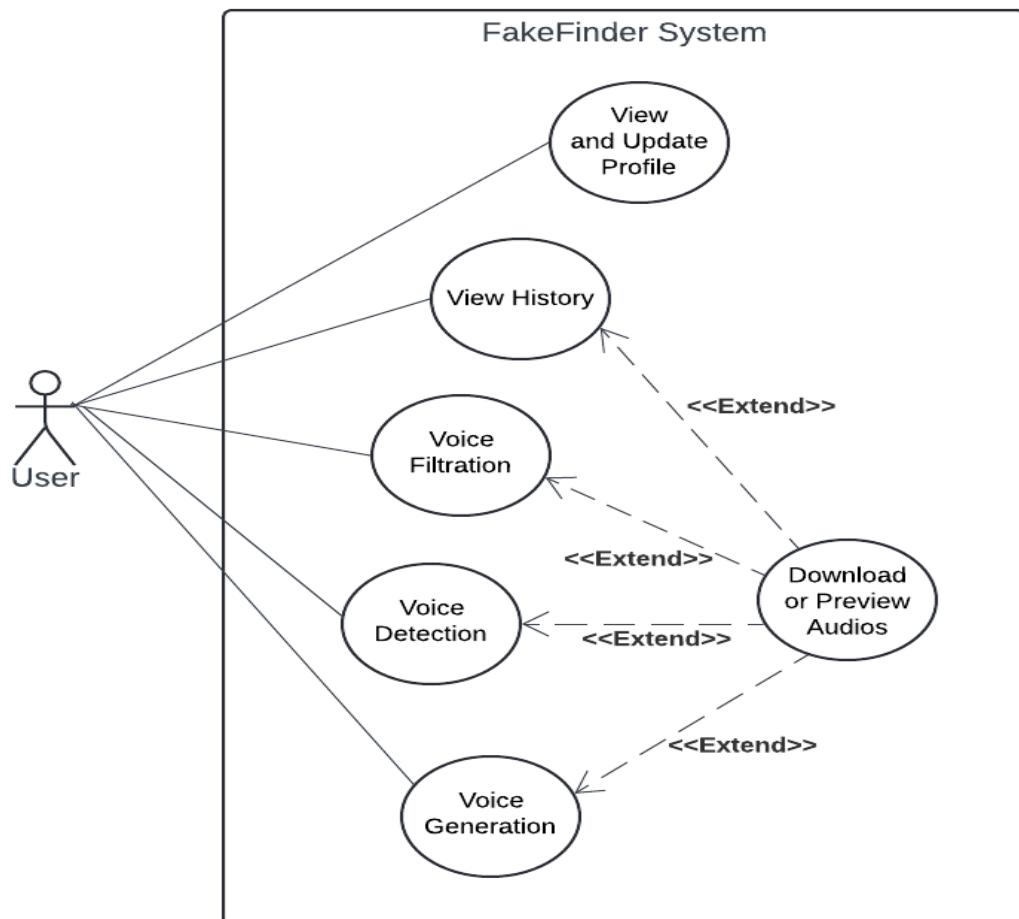 FakeFinder System
View
and Update
Profile
View History
<<Extend>>
User
Voice
Filtration
<<Extend>>
Download
or Preview
Audios
Voice
Detection
<<Extend>>
<<Extend>>
Voice
Generation